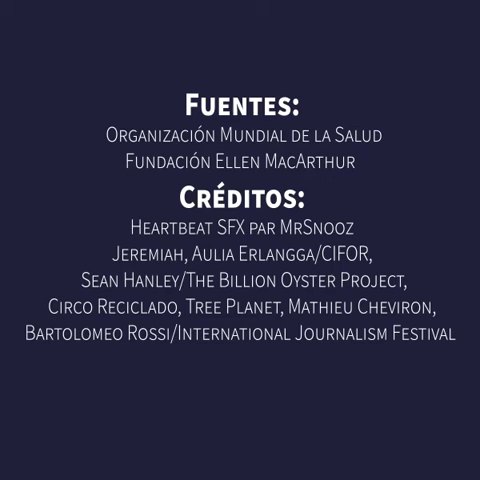 Fuentes:
Organización Mundial de la Salud
Fundación Ellen MacArthur
Créditos:
Heartbeat SFX par MrSnooz
Jeremiah, Aulia Erlangga/CIFOR,
Sean Hanley/The Billion Oyster Project,
Circo Reciclado, Tree Planet, Mathieu Cheviron,
Bartolomeo Rossi/International Journalism Festival